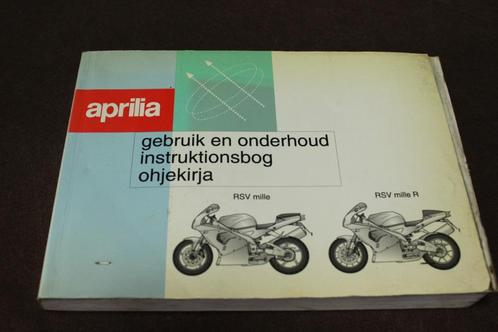 aprilia
gebruik en onderhoud
instruktionsbog
ohjekirja
RSV mille
RSV mille R